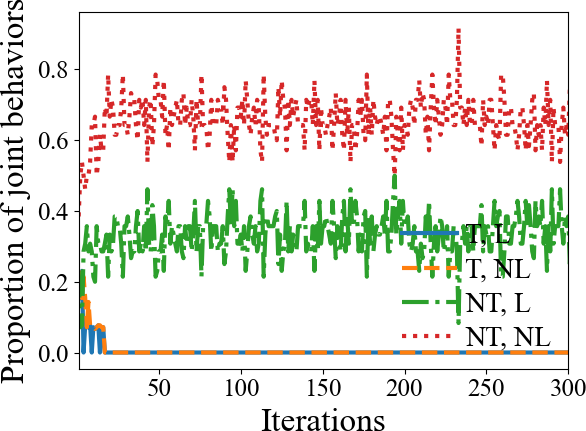 Proportion of joint behaviors
0.8
0.6
0.4
0.2
0.0
T, L
T, NL
NT, L
NT, NL
50 100 150 200 250 300
Iterations